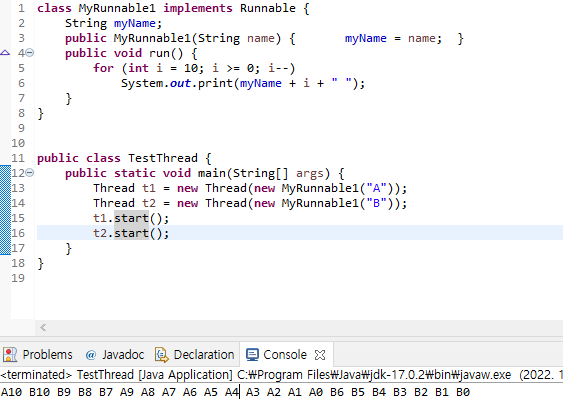 1 class MyRunnable1 implements Runnable {
2     String myName;
3     public MyRunnable1(String name) {       myName = name;  }
4     public void run() {
5         for (int i = 10; i >= 0; i--)
6             System.out.print(myName + i + " ");
7     }
8 }
9
10
11 public class TestThread {
12     public static void main(String[] args) {
13         Thread t1 = new Thread(new MyRunnable1("A"));
14         Thread t2 = new Thread(new MyRunnable1("B"));
15         t1.start();
16         t2.start();
17     }
18 }
19
Problems @ Javadoc Declaration Console
<terminated> TestThread [Java Application] C:₩Program Files₩Java₩jdk-17.0.2₩bin₩javaw.exe (2022. 1
A10 B10 B9 B8 B7 A9 A8 A7 A6 A5 A4 A3 A2 A1 A0 B6 B5 B4 B3 B2 B1 B0